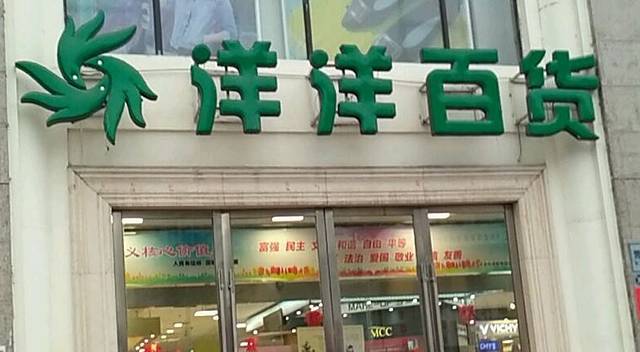 洋洋百货
义核心价值
富强 民主 文 和谐 自由 平等
法治 爱国 敬业 信 友善
MCC
VICHY